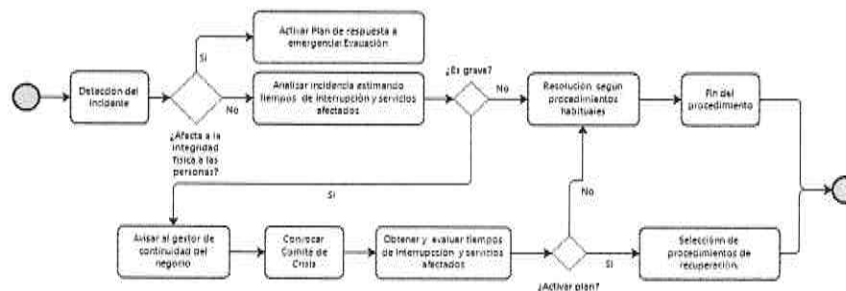 Activar Plan de respuesta a
emergencia: Evaluación
Si
Detección del
incidente
No
Analizar incidencia estimando
tiempos de interrupción y servicios
afectados
¿Es grave?
No
Resolución según
procedimientos
habituales
Fin del
procedimiento
¿Afecta a la
integridad
física a las
personas?
Si
No
Avisar al gestor de
continuidad del
negocio
Convocar
Comité de
Crisis
Obtener y evaluar tiempos
de interrupción y servicios
afectados
Si
Selección de
procedimientos de
recuperación.
¿Activar plan?